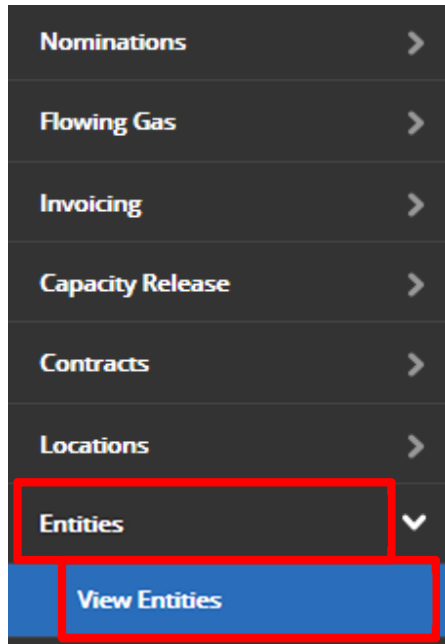 Nominations
Flowing Gas
Invoicing
Capacity Release
Contracts
Locations
Entities
View Entities